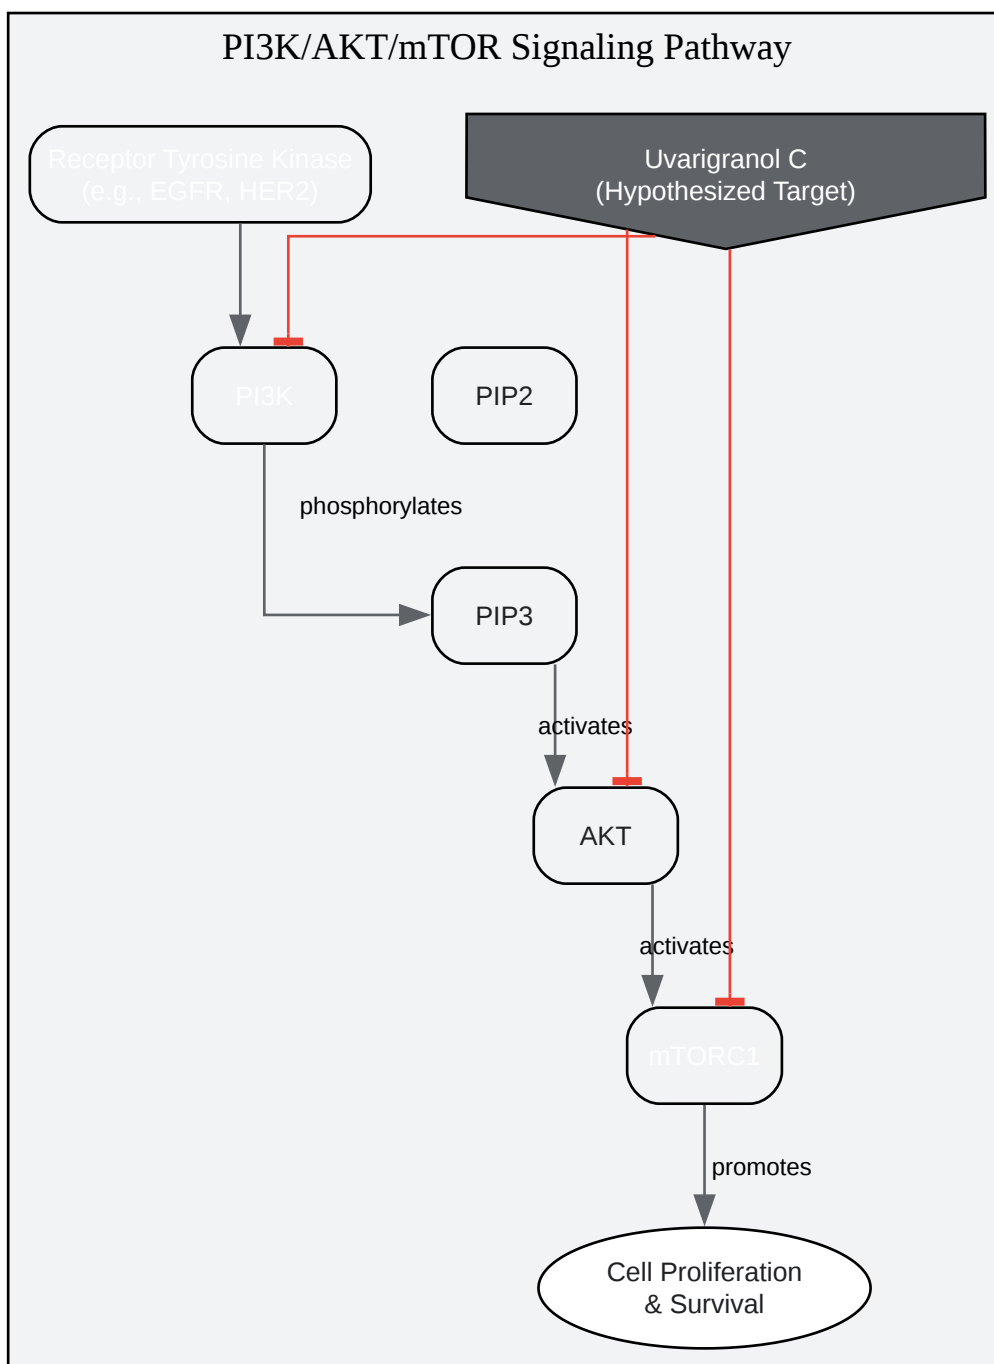 PI3K/AKT/mTOR Signaling Pathway
Receptor Tyrosine Kinase
(e.g., EGFR, HER2)
Uvarigranol C
(Hypothesized Target)
PI3K
PIP2
phosphorylates
PIP3
activates
AKT
activates
mTORC1
promotes
Cell Proliferation
& Survival